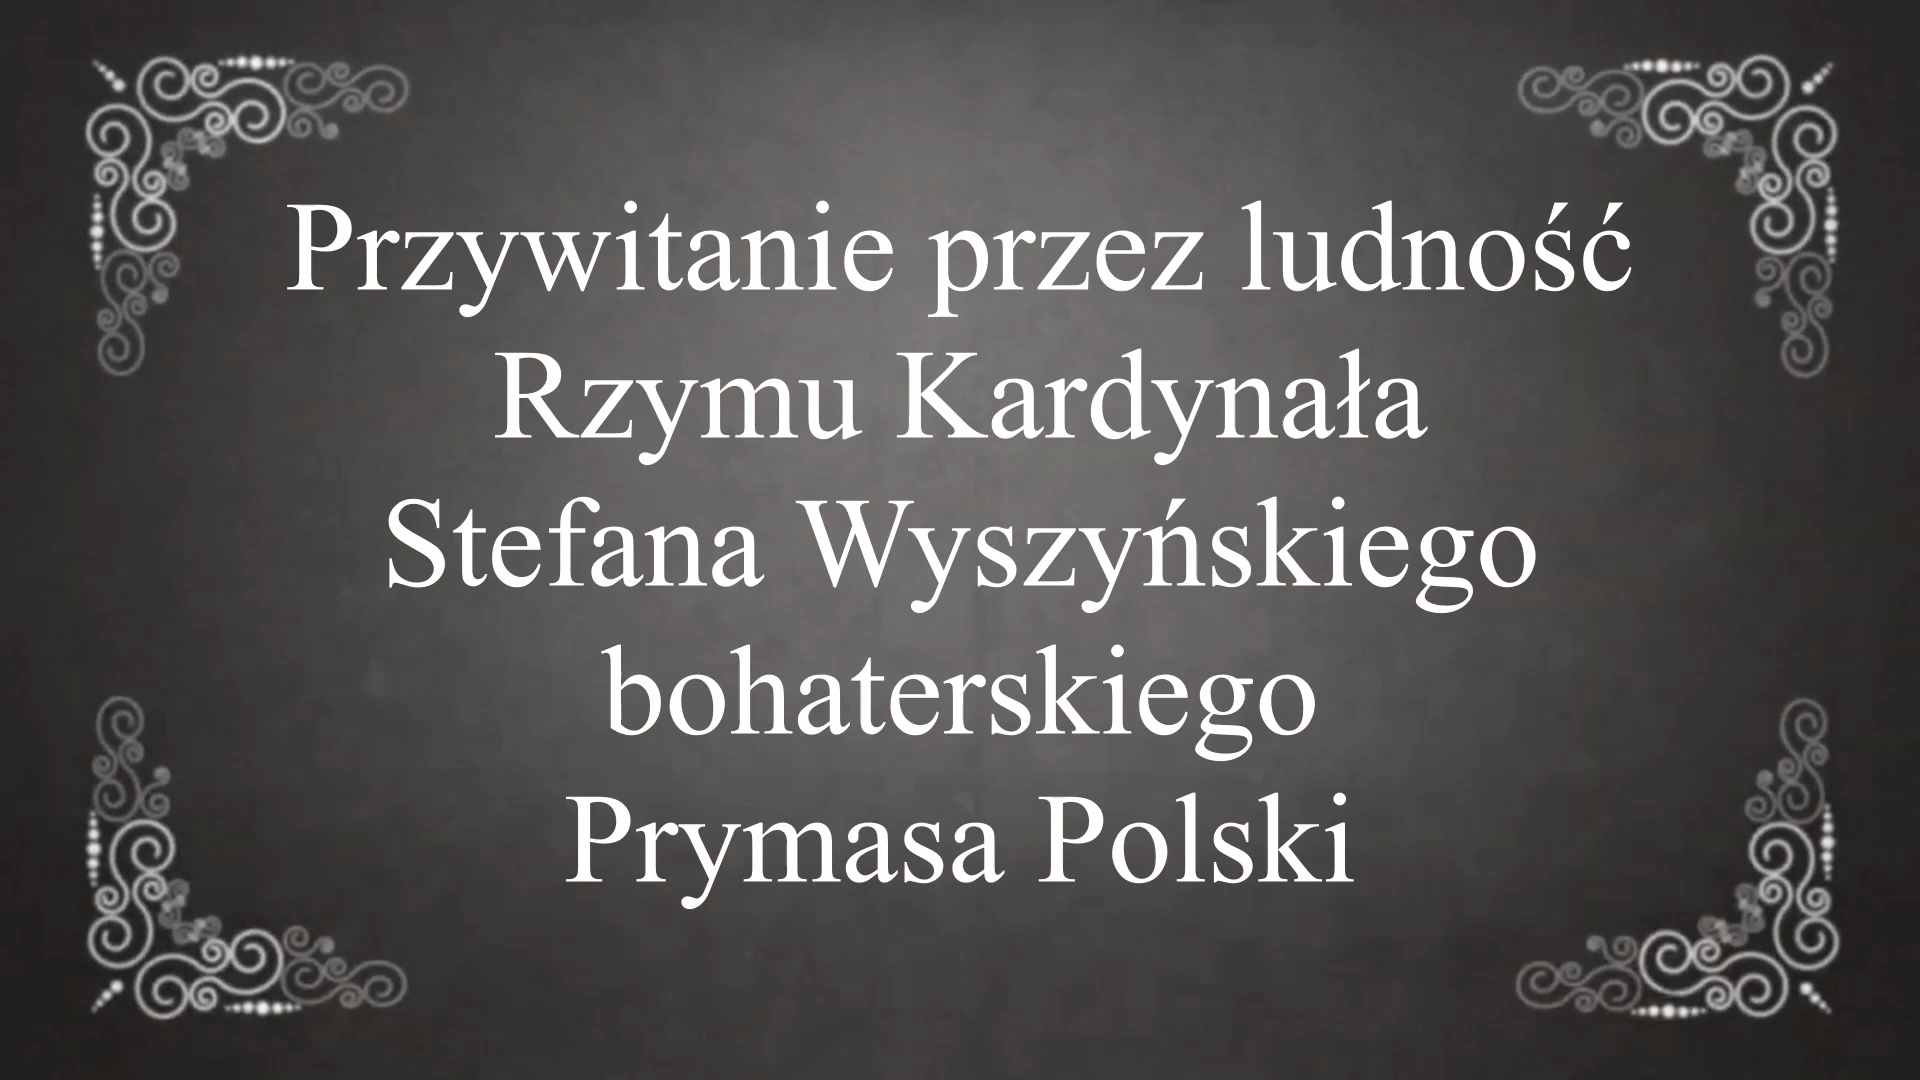 Przywitanie przez ludność
Rzymu Kardynała
Stefana Wyszyńskiego
bohaterskiego
Prymasa Polski